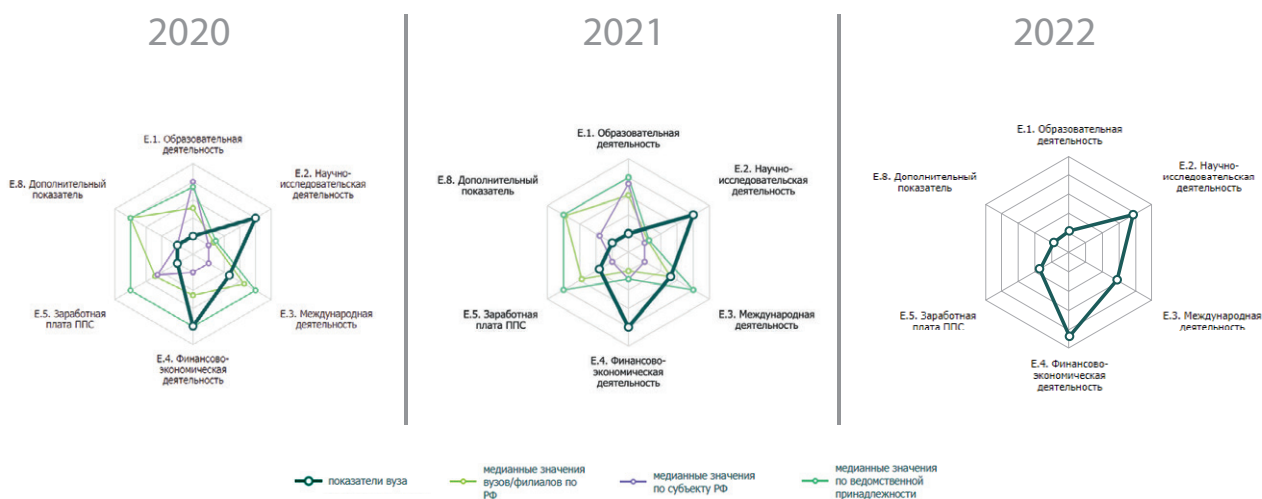 2020
2021
2022
Е.1. Образовательная
деятельность
Е.2. Научно-
исследовательская
деятельность
Е.8. Дополнительный
показатель
Е.5. Заработная
плата ППС
Е.3. Международная
деятельность
Е.4. Финансово-
экономическая
деятельность
Е.1. Образовательная
деятельность
Е.2. Научно-
исследовательская
деятельность
Е.8. Дополнительный
показатель
Е.5. Заработная
плата ППС
Е.3. Международная
деятельность
Е.4. Финансово-
экономическая
деятельность
Е.1. Образовательная
деятельность
Е.2. Научно-
исследовательская
деятельность
Е.8. Дополнительный
показатель
Е.5. Заработная
плата ППС
Е.3. Международная
деятельность
Е.4. Финансово-
экономическая
деятельность
показатели вуза
медианные значения
вузов/филиалов по
РФ
медианные значения
по субъекту РФ
медианные значения
по ведомственной
принадлежности